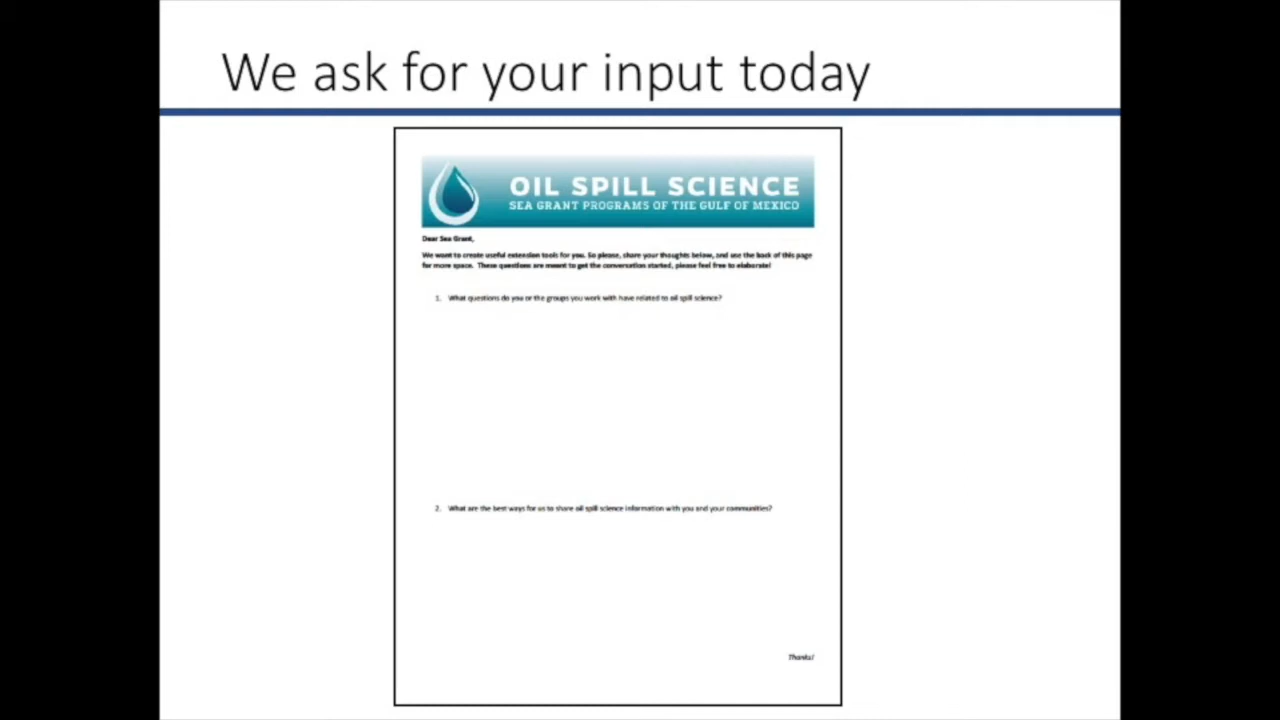 We ask for your input today
OIL SPILL SCIENCE
SEA GRANT PROGRAMS OF THE GULF OF MEXICO
Dear Sea Grant,
We want to create useful extension tools for you. So please, share your thoughts below, and use the back of this page
for more space. These questions are meant to get the conversation started, please feel free to elaborate!
1. What questions do you or the groups you work with have related to oil spill science?
2. What are the best ways for us to share oil spill science information with you and your communities?
Thanks!